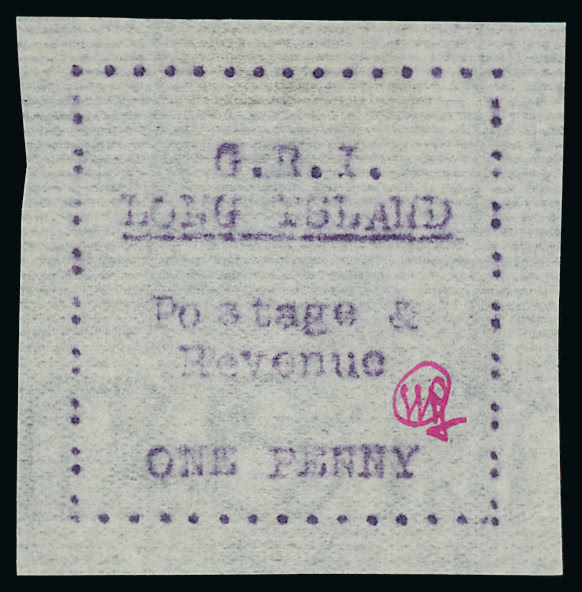 G.R.I.
LONG ISLAND
Postage &
Revenue
ONE PENNY